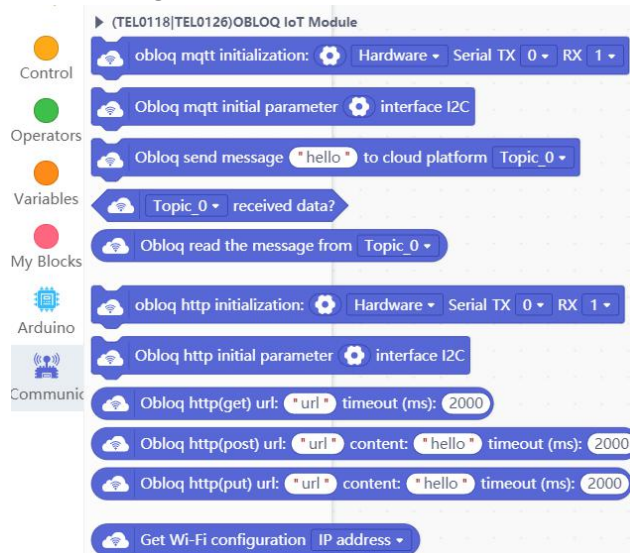 (TEL0118|TEL0126)OBLOQ IoT Module
Control
Operators
Variables
My Blocks
Arduino
Communic
obloq mqtt initialization: Hardware Serial TX 0 RX 1
Obloq mqtt initial parameter interface I2C
Obloq send message "hello" to cloud platform Topic_0
Topic_0 received data?
Obloq read the message from Topic_0
obloq http initialization: Hardware Serial TX 0 RX 1
Obloq http initial parameter interface I2C
Obloq http(get) url: "url" timeout (ms): 2000
Obloq http(post) url: "url" content: "hello" timeout (ms): 2000
Obloq http(put) url: "url" content: "hello" timeout (ms): 2000
Get Wi-Fi configuration IP address